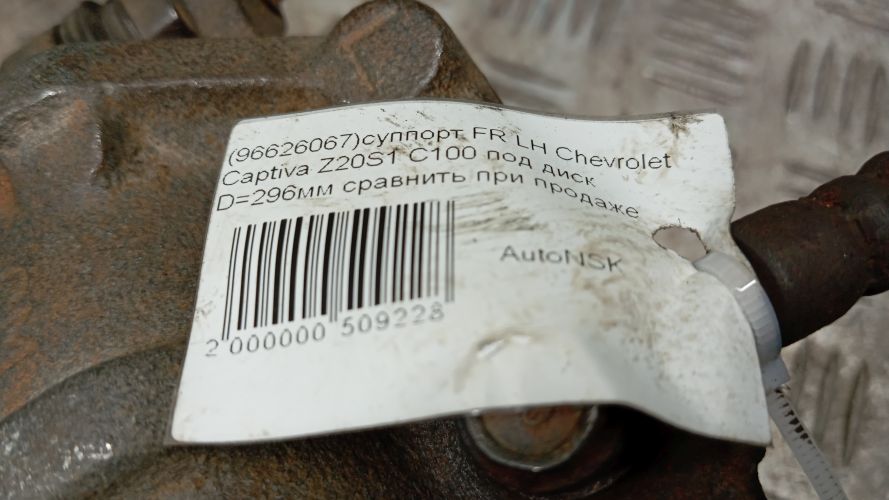 (96626067)суппорт FR LH Chevrolet
Captiva Z20S1 C100 под диск
D=296мм сравнить при продаже
AutoNSK
2 000000 509228